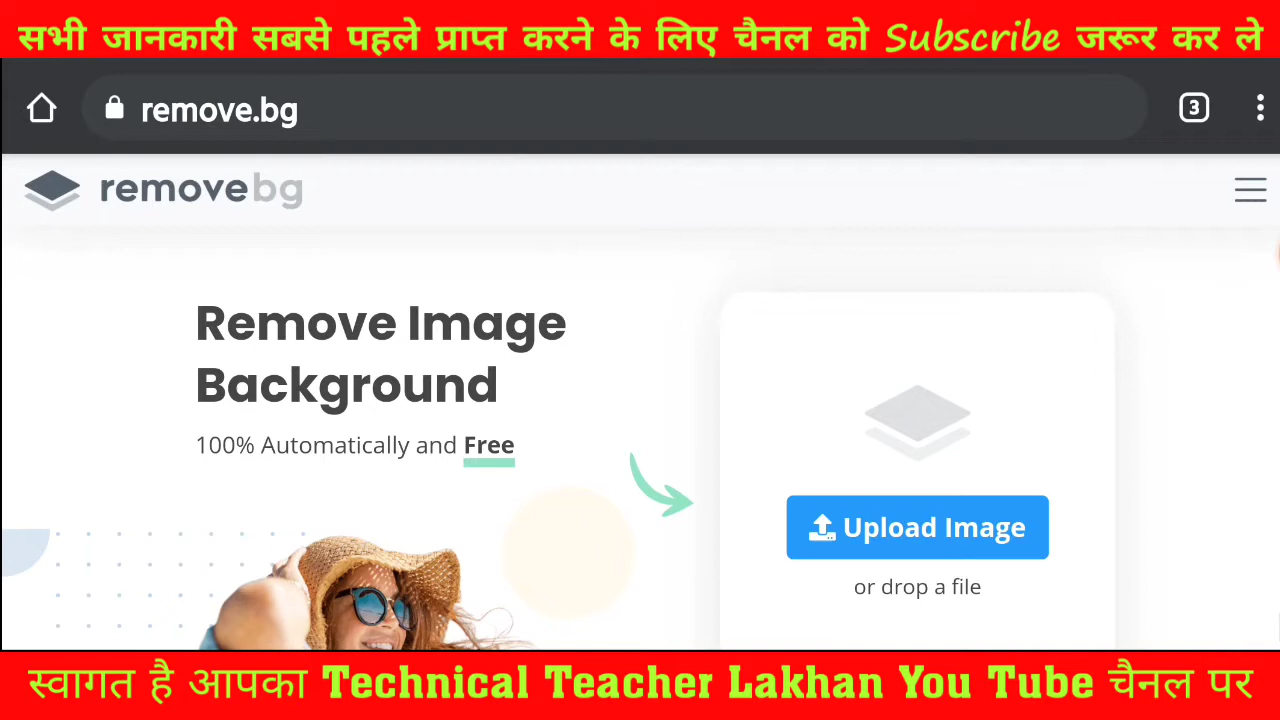 सभी जानकारी सबसे पहले प्राप्त करने के लिए चैनल को Subscribe जरूर कर ले
remove.bg
3
removebg
Remove Image
Background
100% Automatically and Free
Upload Image
or drop a file
स्वागत है आपका Technical Teacher Lakhan You Tube चैनल पर